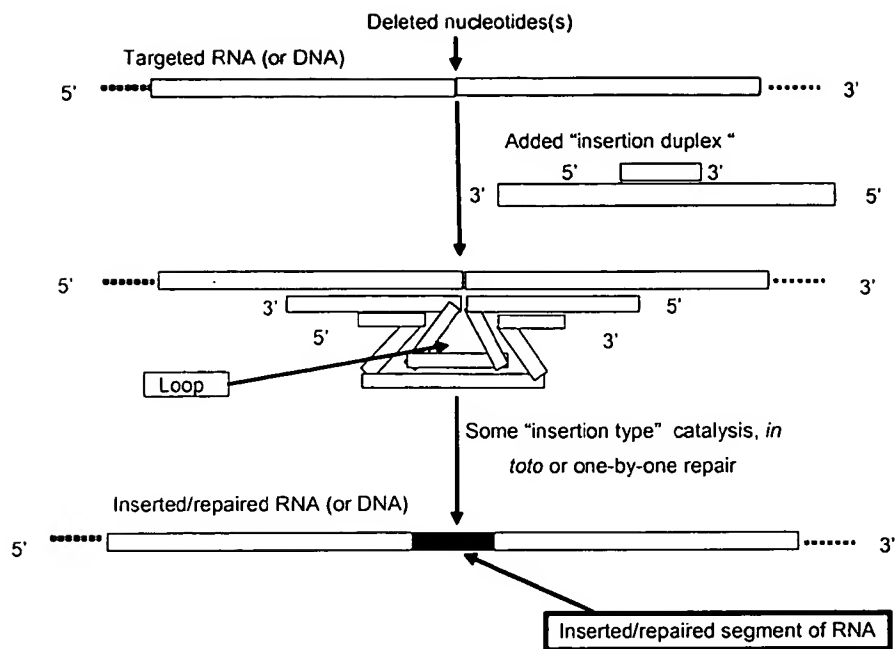 Deleted nucleotides(s)
Targeted RNA (or DNA)
5'
3'
Added "insertion duplex "
5'
3'
3'
5'
5'
3'
3'
5'
5'
3'
Loop
Some "insertion type" catalysis, in
toto or one-by-one repair
Inserted/repaired RNA (or DNA)
5'
3'
Inserted/repaired segment of RNA